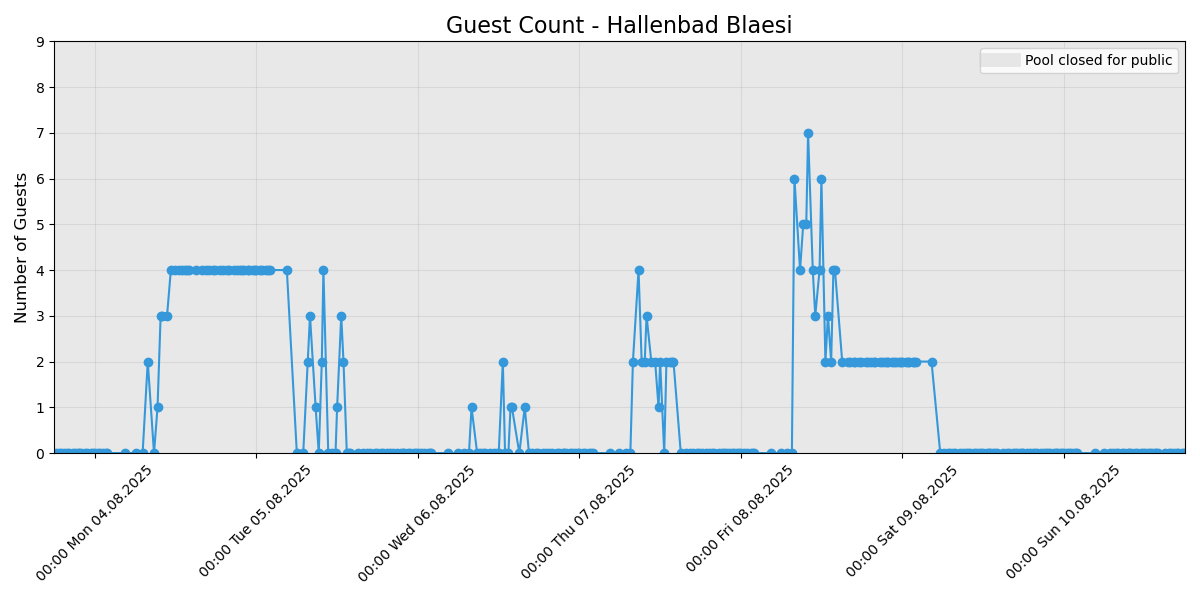 Guest Count - Hallenbad Blaesi
Pool closed for public
Number of Guests
9
8
7
6
5
4
3
2
1
0
00:00 Mon 04.08.2025
00:00 Tue 05.08.2025
00:00 Wed 06.08.2025
00:00 Thu 07.08.2025
00:00 Fri 08.08.2025
00:00 Sat 09.08.2025
00:00 Sun 10.08.2025